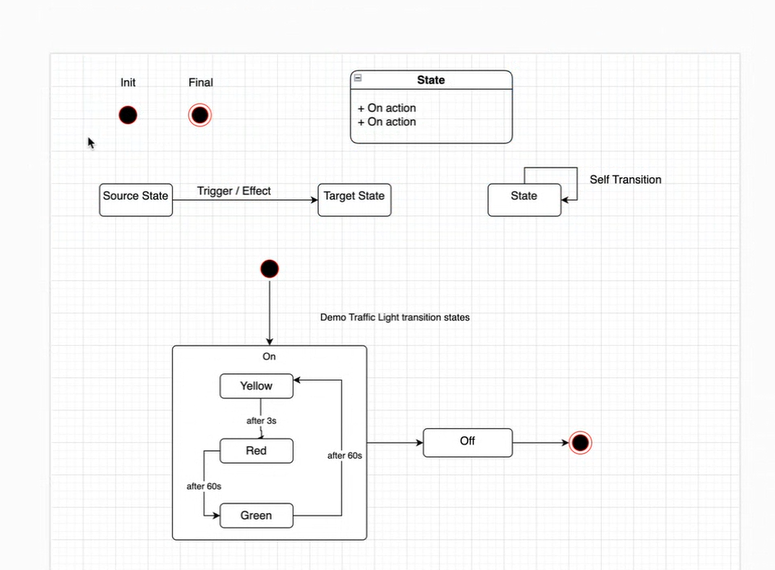 Init
Final
State
+ On action
+ On action
Source State
Trigger / Effect
Target State
State
Self Transition
Demo Traffic Light transition states
On
Yellow
after 3s
Red
after 60s
after 60s
Green
Off